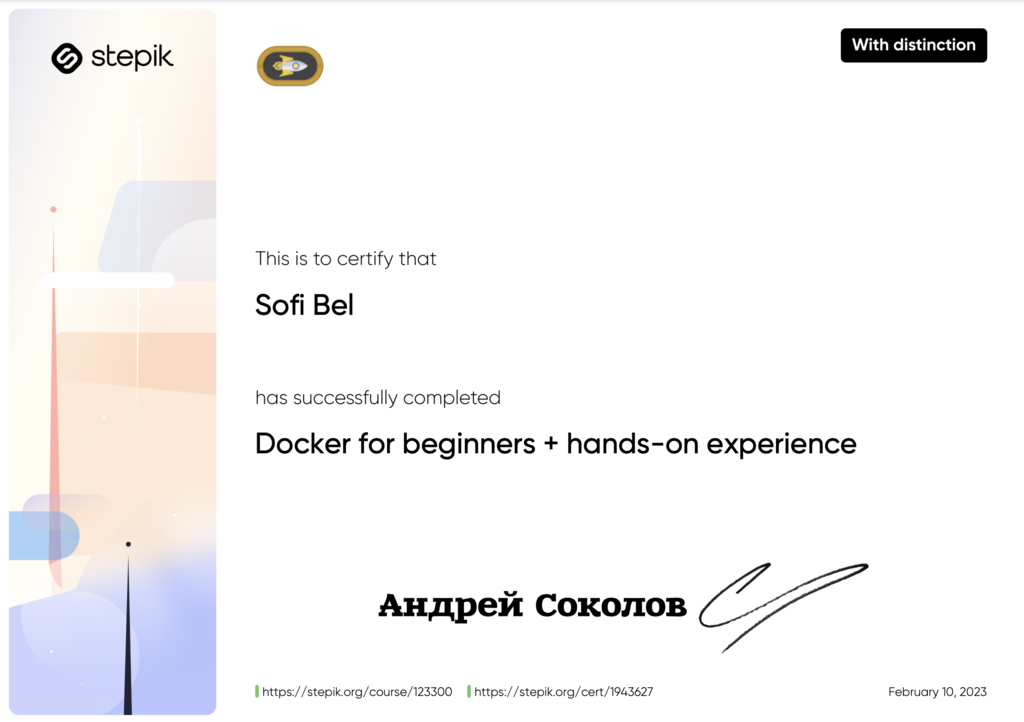 stepik
With distinction
This is to certify that
Sofi Bel
has successfully completed
Docker for beginners + hands-on experience
Андрей Соколов
https://stepik.org/course/123300 https://stepik.org/cert/1943627 February 10, 2023